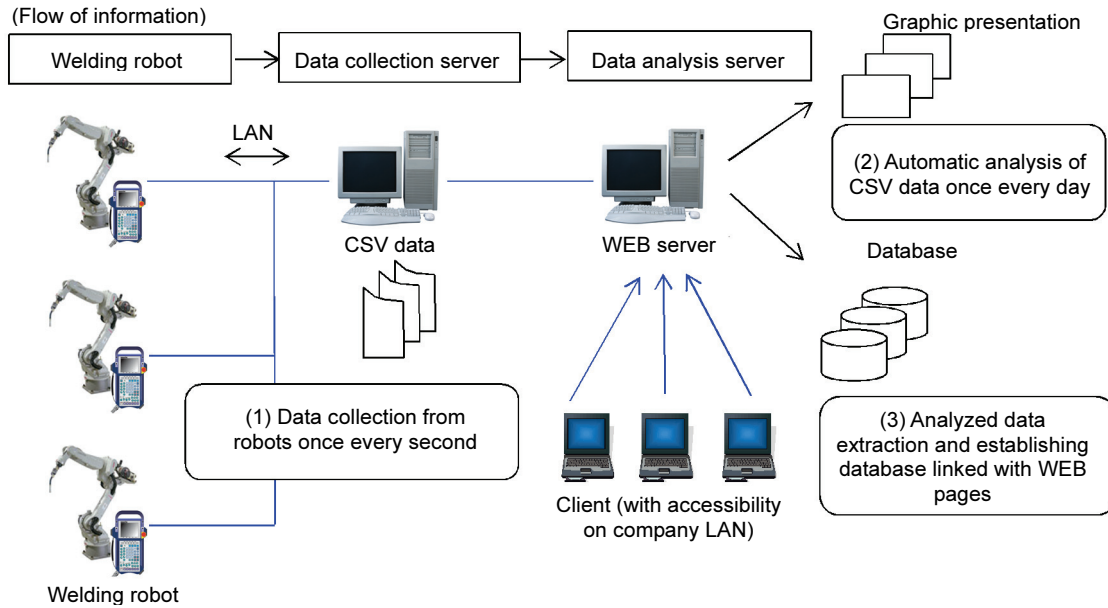 (Flow of information)
Welding robot
Data collection server
Data analysis server
Graphic presentation
LAN
(2) Automatic analysis of
CSV data once every day
CSV data
WEB server
Database
(1) Data collection from
robots once every second
(3) Analyzed data
extraction and establishing
database linked with WEB
pages
Client (with accessibility
on company LAN)
Welding robot